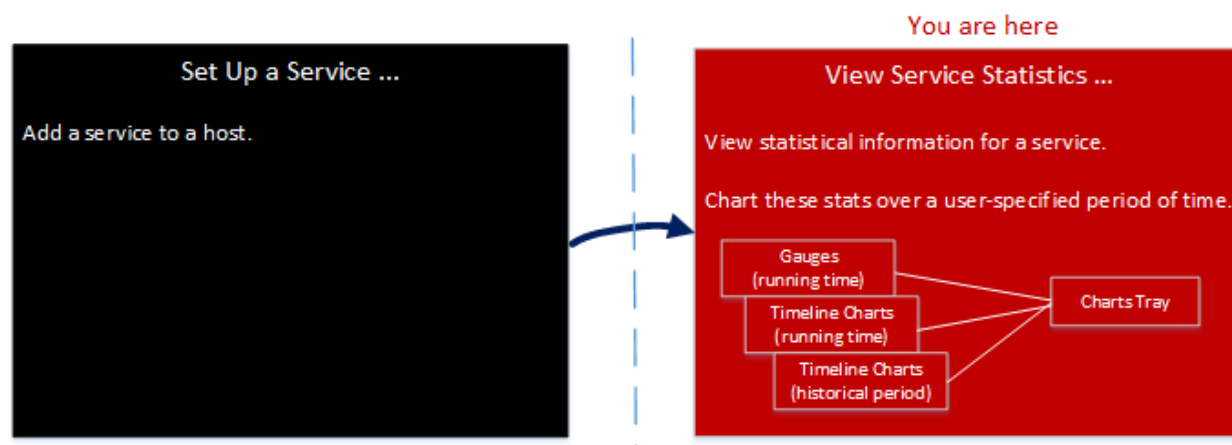 You are here
Set Up a Service ...
Add a service to a host.
View Service Statistics ...
View statistical information for a service.
Chart these stats over a user-specified period of time.
Gauges
(running time)
Timeline Charts
(running time)
Timeline Charts
(historical period)
Charts Tray